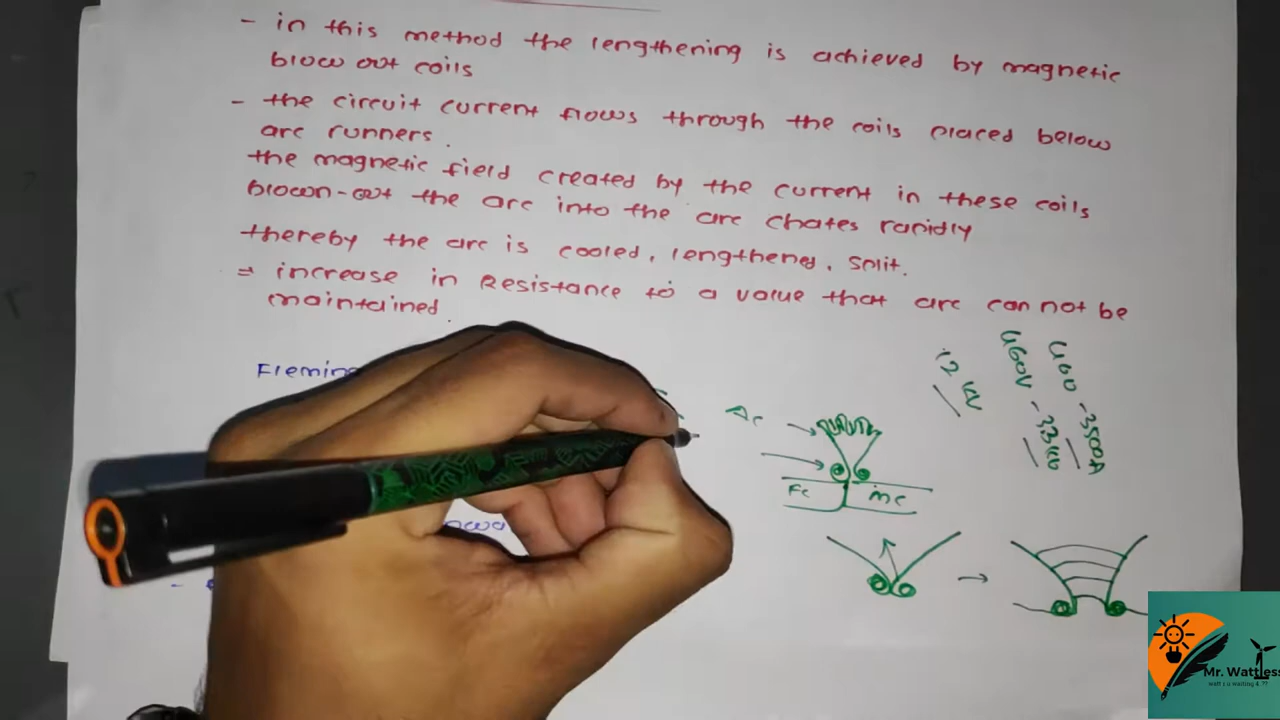 - in this method the lengthening is achieved by magnetic
blow out coils
- the circuit current flows through the coils placed below
arc runners.
the magnetic field created by the current in these coils
blown-out the arc into the arc chates rapidly
thereby the arc is cooled, lengthened, split.
= increase in Resistance to a value that arc can not be
maintained.
Fleming
400 - 3500A
460V - 33kV
12 kV
Ac
Fc
mc
Mr. Wattless